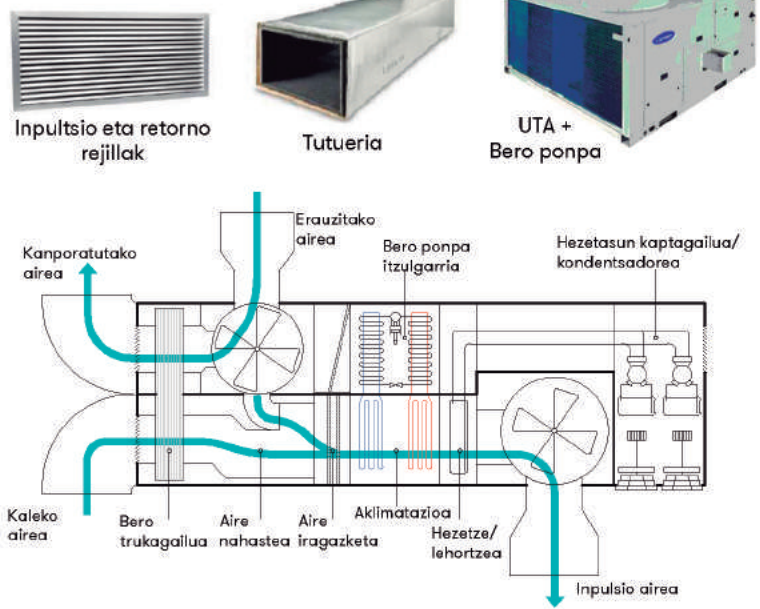 Inpultsio eta retorno
rejillak
Tutueria
UTA +
Bero ponpa
Erauzitako
airea
Kanporatutako
airea
Bero ponpa
itzulgarria
Hezetasun kaptagailua/
kondentsadorea
Kaleko
airea
Bero
trukagailua
Aire
nahastea
Aire
iragazketa
Aklimatazioa
Hezetze/
lehortzea
Inpulsio airea